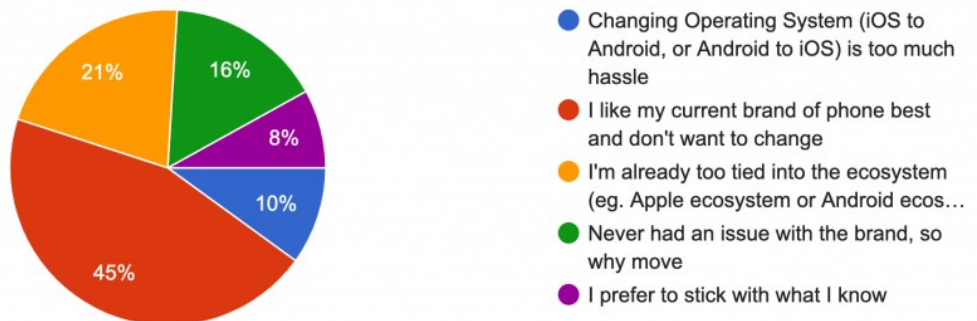 21%
16%
8%
10%
45%
Changing Operating System (iOS to
Android, or Android to iOS) is too much
hassle
I like my current brand of phone best
and don't want to change
I'm already too tied into the ecosystem
(eg. Apple ecosystem or Android ecos…
Never had an issue with the brand, so
why move
I prefer to stick with what I know